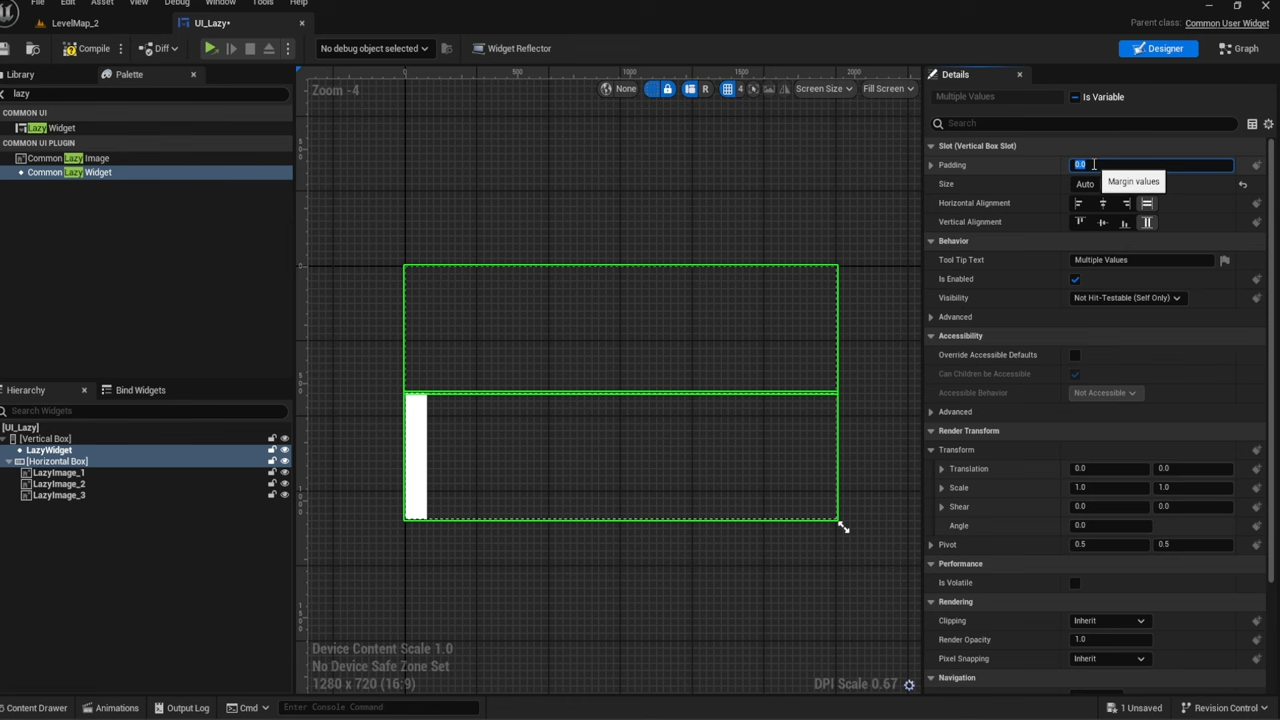 File Edit Asset View Debug Window Tools Help
LevelMap_2
UI_Lazy*
Parent class: Common User Widget
Compile
Diff
No debug object selected
Widget Reflector
Designer
Graph
Library
Palette
lazy
COMMON UI
Lazy Widget
COMMON UI PLUGIN
Common Lazy Image
Common Lazy Widget
Hierarchy
Bind Widgets
Search Widgets
[UI_Lazy]
[Vertical Box]
LazyWidget
[Horizontal Box]
LazyImage_1
LazyImage_2
LazyImage_3
Zoom -4
0 500 1000 1500 2000
None
R
4
Screen Size
Fill Screen
Device Content Scale 1.0
No Device Safe Zone Set
1280 x 720 (16:9)
DPI Scale 0.67
Details
Multiple Values
Is Variable
Search
Slot (Vertical Box Slot)
Padding 0.0
Margin values
Size Auto
Horizontal Alignment
Vertical Alignment
Behavior
Tool Tip Text Multiple Values
Is Enabled
Visibility Not Hit-Testable (Self Only)
Advanced
Accessibility
Override Accessible Defaults
Can Children be Accessible
Accessible Behavior Not Accessible
Advanced
Render Transform
Transform
Translation 0.0 0.0
Scale 1.0 1.0
Shear 0.0 0.0
Angle 0.0
Pivot 0.5 0.5
Performance
Is Volatile
Rendering
Clipping Inherit
Render Opacity 1.0
Pixel Snapping Inherit
Navigation
Content Drawer
Animations
Output Log
Cmd
Enter Console Command
1 Unsaved
Revision Control